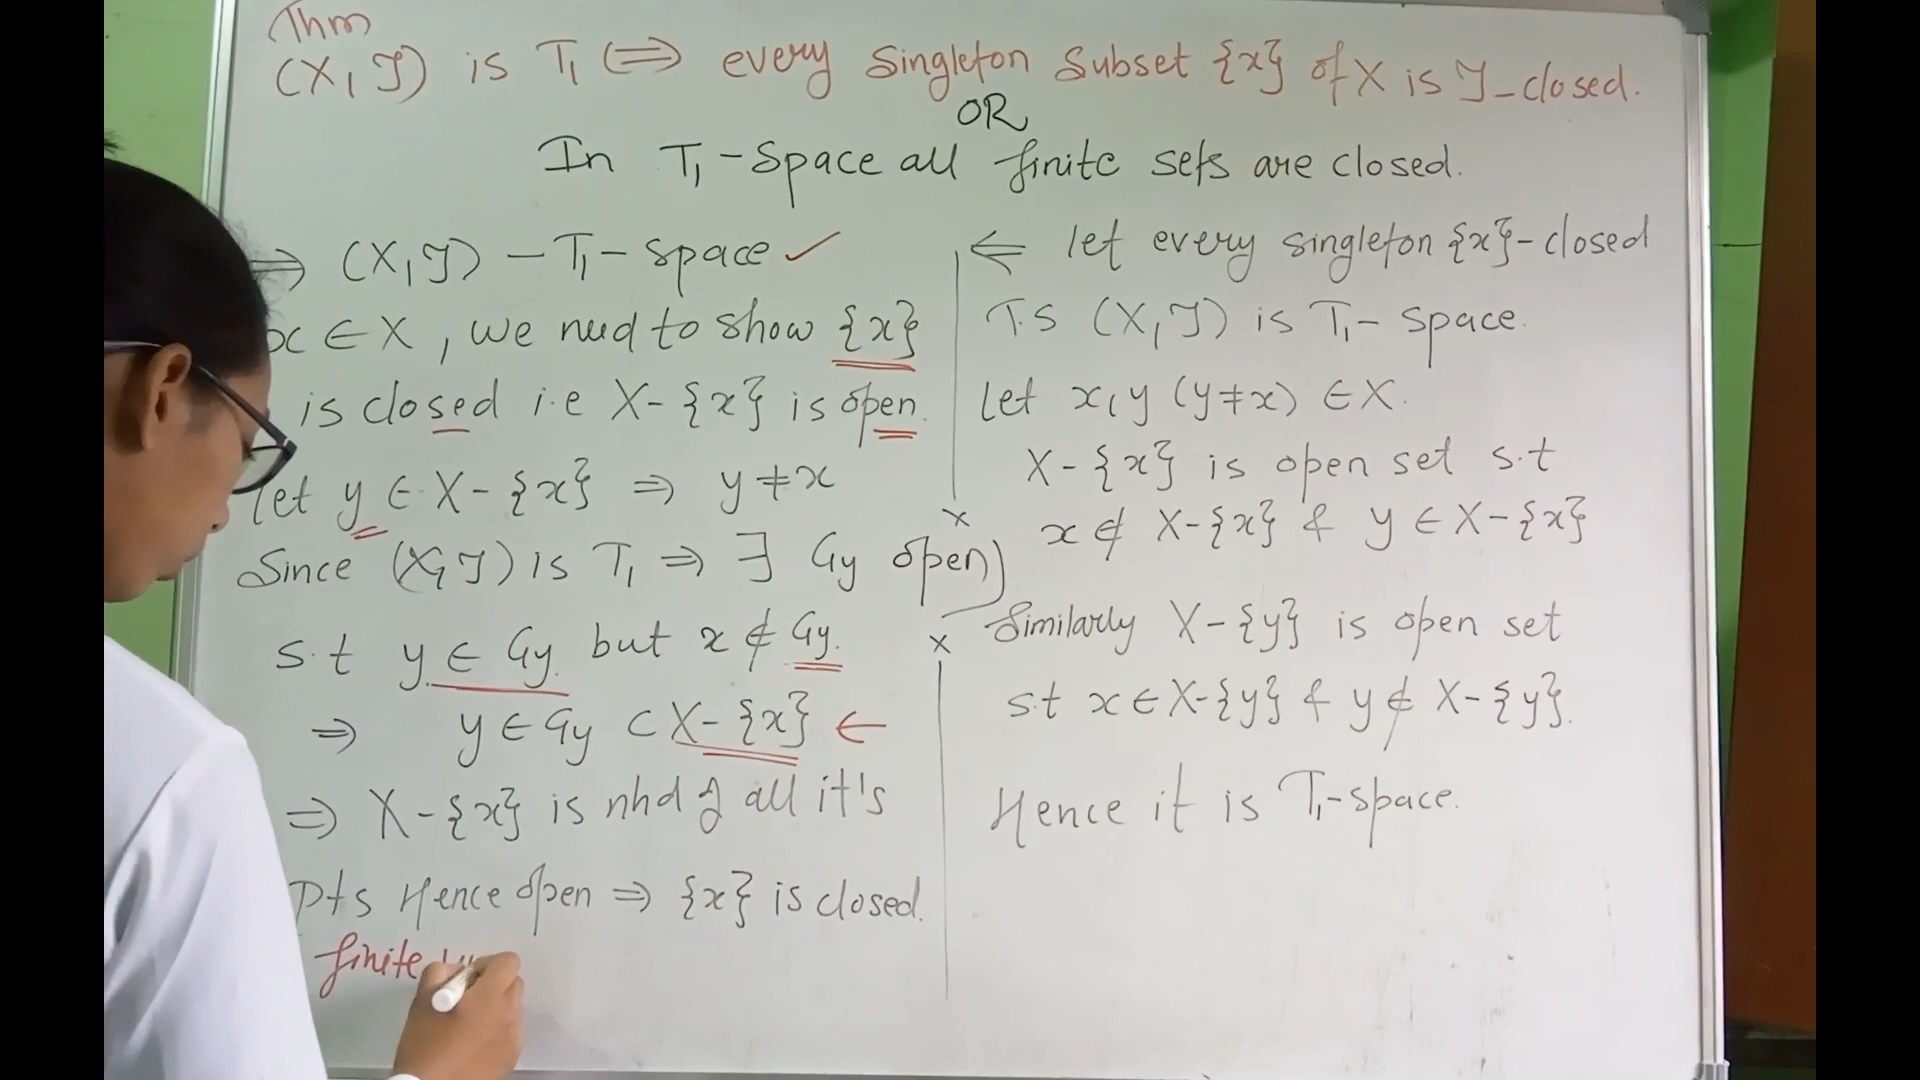 Thm
(X, T) is T₁ ⟺ every Singleton Subset {x} of X is T-closed.
OR
In T₁-Space all finite sets are closed.
⇒ (X, T) – T₁ – space ✓
x ∈ X, we need to show {x}
is closed i.e X-{x} is open.
let y ∈ X-{x} ⇒ y ≠ x
Since (X, T) is T₁ ⇒ ∃ Gy open
s.t y ∈ Gy but x ∉ Gy.
⇒ y ∈ Gy ⊂ X-{x} ←
⇒ X-{x} is nhd of all it's
Pts Hence open ⇒ {x} is closed.
finite
⇐ let every singleton {x}-closed
T.S (X, T) is T₁- space.
Let x, y (y≠x) ∈ X.
X-{x} is open set s.t
x ∉ X-{x} & y ∈ X-{x}
Similarly X-{y} is open set
s.t x ∈ X-{y} & y ∉ X-{y}.
Hence it is T₁-space.